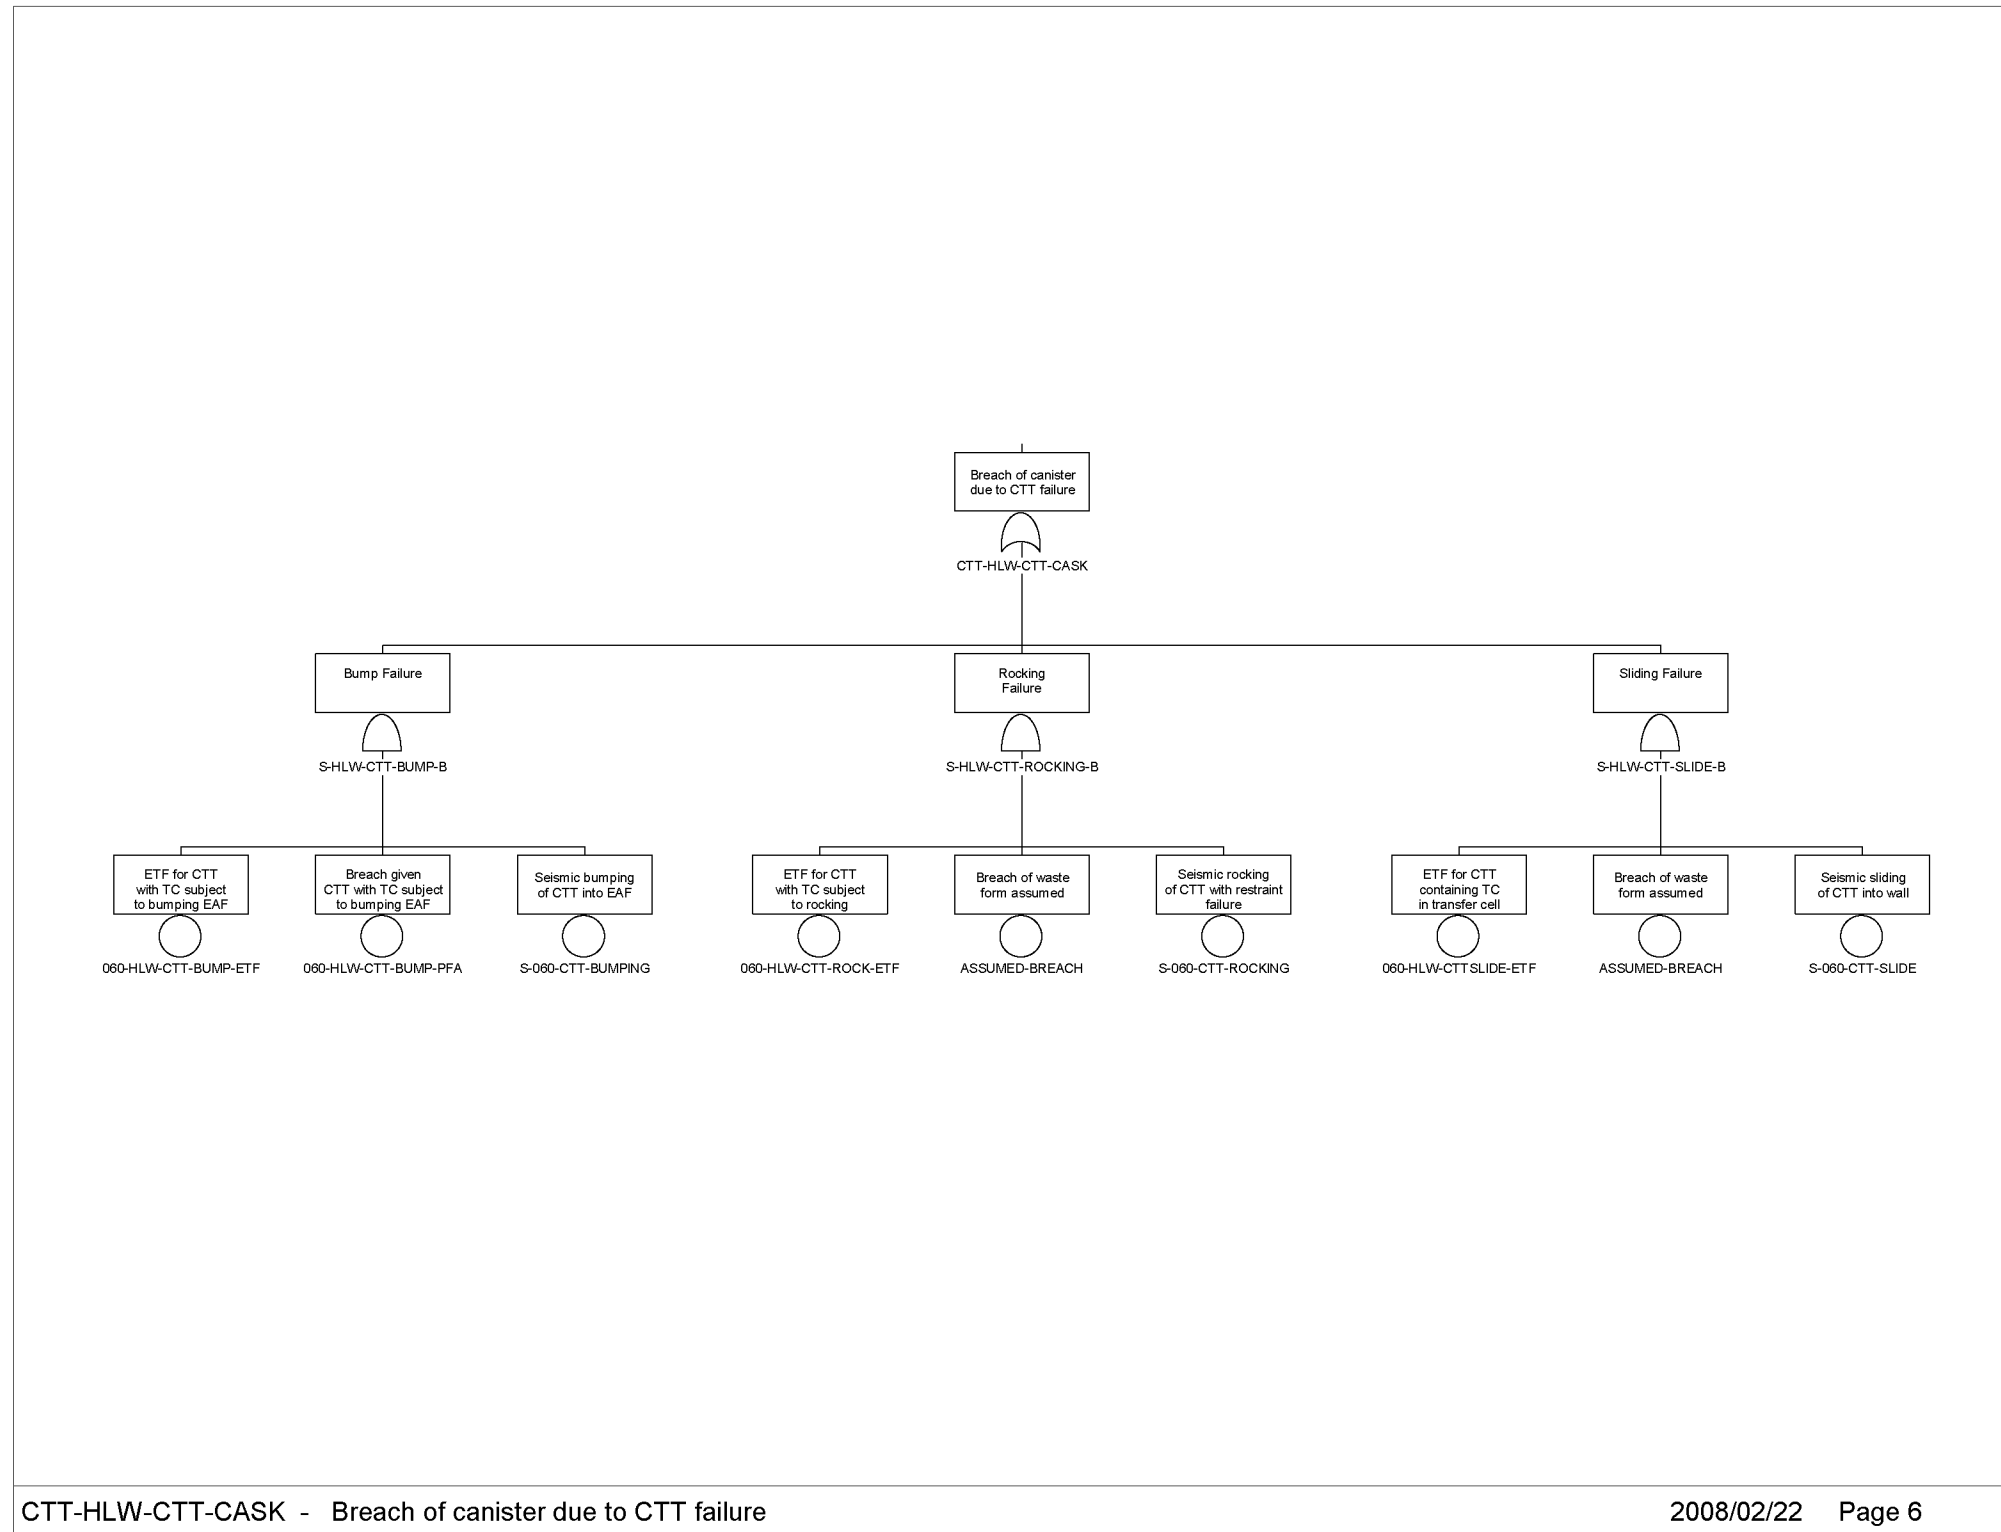 Breach of canister
due to CTT failure
CTT-HLW-CTT-CASK
Bump Failure
Rocking
Failure
Sliding Failure
S-HLW-CTT-BUMP-B
S-HLW-CTT-ROCKING-B
S-HLW-CTT-SLIDE-B
ETF for CTT
with TC subject
to bumping EAF
Breach given
CTT with TC subject
to bumping EAF
Seismic bumping
of CTT into EAF
ETF for CTT
with TC subject
to rocking
Breach of waste
form assumed
Seismic rocking
of CTT with restraint
failure
ETF for CTT
containing TC
in transfer cell
Breach of waste
form assumed
Seismic sliding
of CTT into wall
060-HLW-CTT-BUMP-ETF
060-HLW-CTT-BUMP-PFA
S-060-CTT-BUMPING
060-HLW-CTT-ROCK-ETF
ASSUMED-BREACH
S-060-CTT-ROCKING
060-HLW-CTTSLIDE-ETF
ASSUMED-BREACH
S-060-CTT-SLIDE
CTT-HLW-CTT-CASK - Breach of canister due to CTT failure
2008/02/22 Page 6